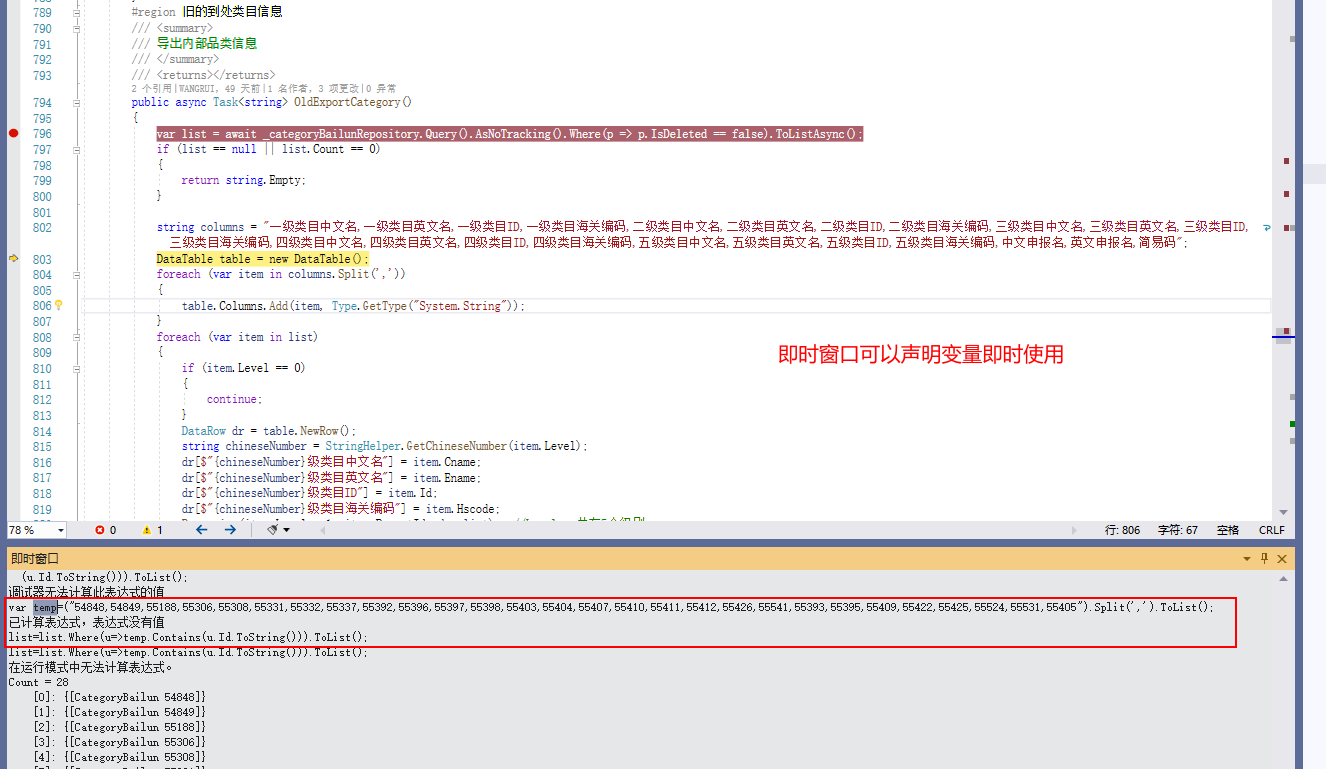 789 #region 旧的到处类目信息
790 /// <summary>
791 /// 导出内部品类信息
792 /// </summary>
793 /// <returns></returns>
2 个引用|WANGRUI, 49 天前|1 名作者, 3 项更改|0 异常
794 public async Task<string> OldExportCategory()
795 {
796 var list = await _categoryBailunRepository.Query().AsNoTracking().Where(p => p.IsDeleted == false).ToListAsync();
797 if (list == null || list.Count == 0)
798 {
799 return string.Empty;
800 }
801
802 string columns = "一级类目中文名,一级类目英文名,一级类目ID,一级类目海关编码,二级类目中文名,二级类目英文名,二级类目ID,二级类目海关编码,三级类目中文名,三级类目英文名,三级类目ID,
三级类目海关编码,四级类目中文名,四级类目英文名,四级类目ID,四级类目海关编码,五级类目中文名,五级类目英文名,五级类目ID,五级类目海关编码,中文申报名,英文申报名,简易码";
803 DataTable table = new DataTable();
804 foreach (var item in columns.Split(','))
805 {
806 table.Columns.Add(item, Type.GetType("System.String"));
807 }
808 foreach (var item in list)
809 {
即时窗口可以声明变量即时使用
810 if (item.Level == 0)
811 {
812 continue;
813 }
814 DataRow dr = table.NewRow();
815 string chineseNumber = StringHelper.GetChineseNumber(item.Level);
816 dr[$"{chineseNumber}级类目中文名"] = item.Cname;
817 dr[$"{chineseNumber}级类目英文名"] = item.Ename;
818 dr[$"{chineseNumber}级类目ID"] = item.Id;
819 dr[$"{chineseNumber}级类目海关编码"] = item.Hscode;
78 % 0 1 行: 806 字符: 67 空格 CRLF
即时窗口
(u.Id.ToString())).ToList();
调试器无法计算此表达式的值
var temp=("54848,54849,55188,55306,55308,55331,55332,55337,55392,55396,55397,55398,55403,55404,55407,55410,55411,55412,55426,55541,55393,55395,55409,55422,55425,55524,55531,55405").Split(',').ToList();
已计算表达式，表达式没有值
list=list.Where(u=>temp.Contains(u.Id.ToString())).ToList();
list=list.Where(u=>temp.Contains(u.Id.ToString())).ToList();
在运行模式中无法计算表达式。
Count = 28
[0]: {[CategoryBailun 54848]}
[1]: {[CategoryBailun 54849]}
[2]: {[CategoryBailun 55188]}
[3]: {[CategoryBailun 55306]}
[4]: {[CategoryBailun 55308]}